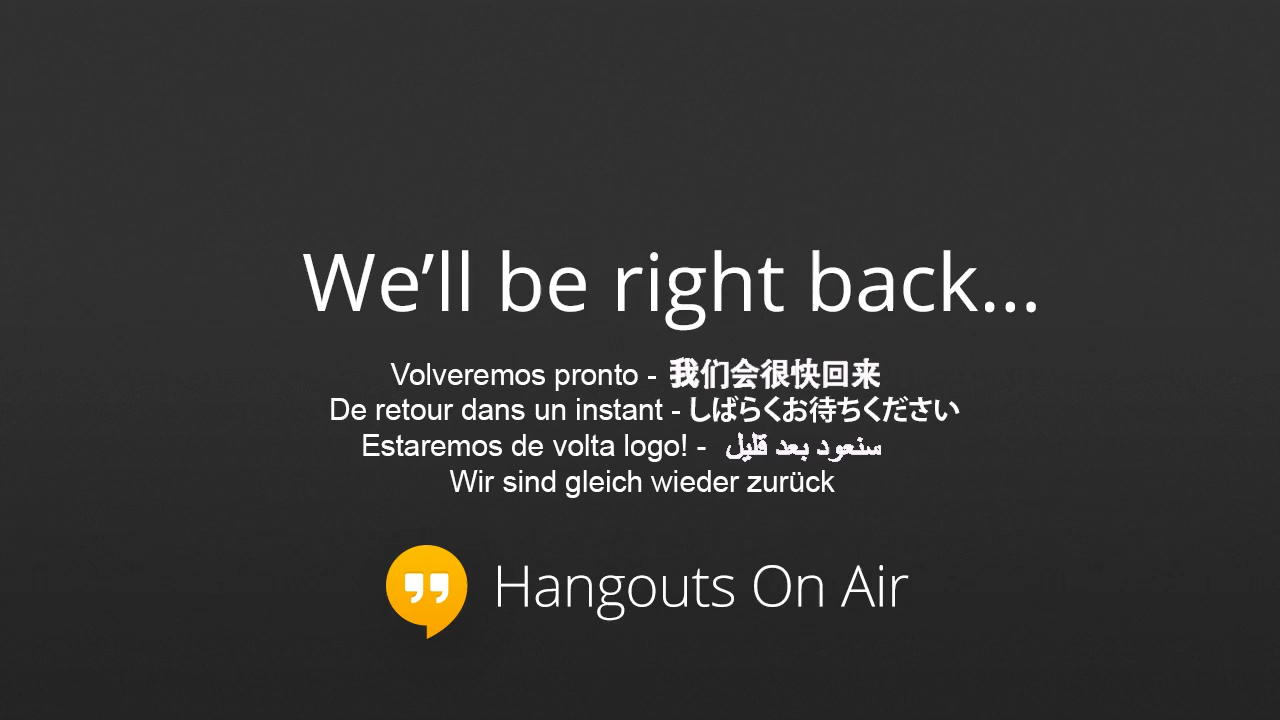 We’ll be right back...
Volveremos pronto - 我们会很快回来
De retour dans un instant - しばらくお待ちください
Estaremos de volta logo! - سنعود بعد قليل
Wir sind gleich wieder zurück
Hangouts On Air